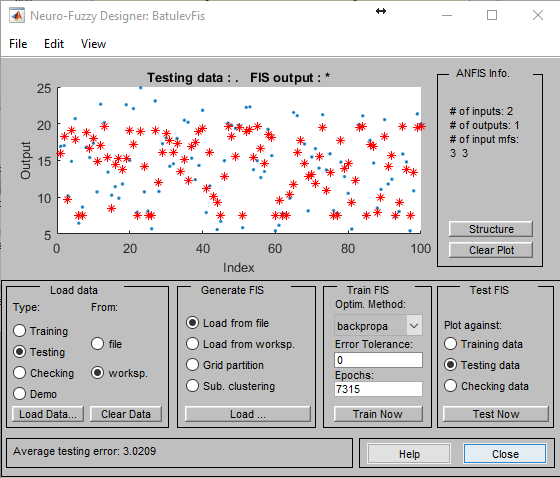 Neuro-Fuzzy Designer: BatulevFis
File Edit View
Testing data : . FIS output : *
25
20
15
10
5
Output
0 20 40 60 80 100
Index
ANFIS Info.
# of inputs: 2
# of outputs: 1
# of input mfs:
3 3
Structure
Clear Plot
Load data
Type: From:
Training
Testing
Checking
Demo
file
worksp.
Load Data... Clear Data
Generate FIS
Load from file
Load from worksp.
Grid partition
Sub. clustering
Load ...
Train FIS
Optim. Method:
backpropa
Error Tolerance:
0
Epochs:
7315
Train Now
Test FIS
Plot against:
Training data
Testing data
Checking data
Test Now
Average testing error: 3.0209
Help Close